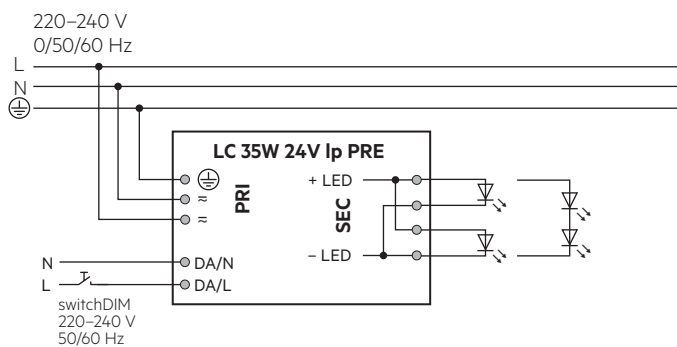 220–240 V
0/50/60 Hz
L
N
LC 35W 24V lp PRE
PRI
≂
≂
+ LED
SEC
– LED
N
DA/N
L
DA/L
switchDIM
220–240 V
50/60 Hz